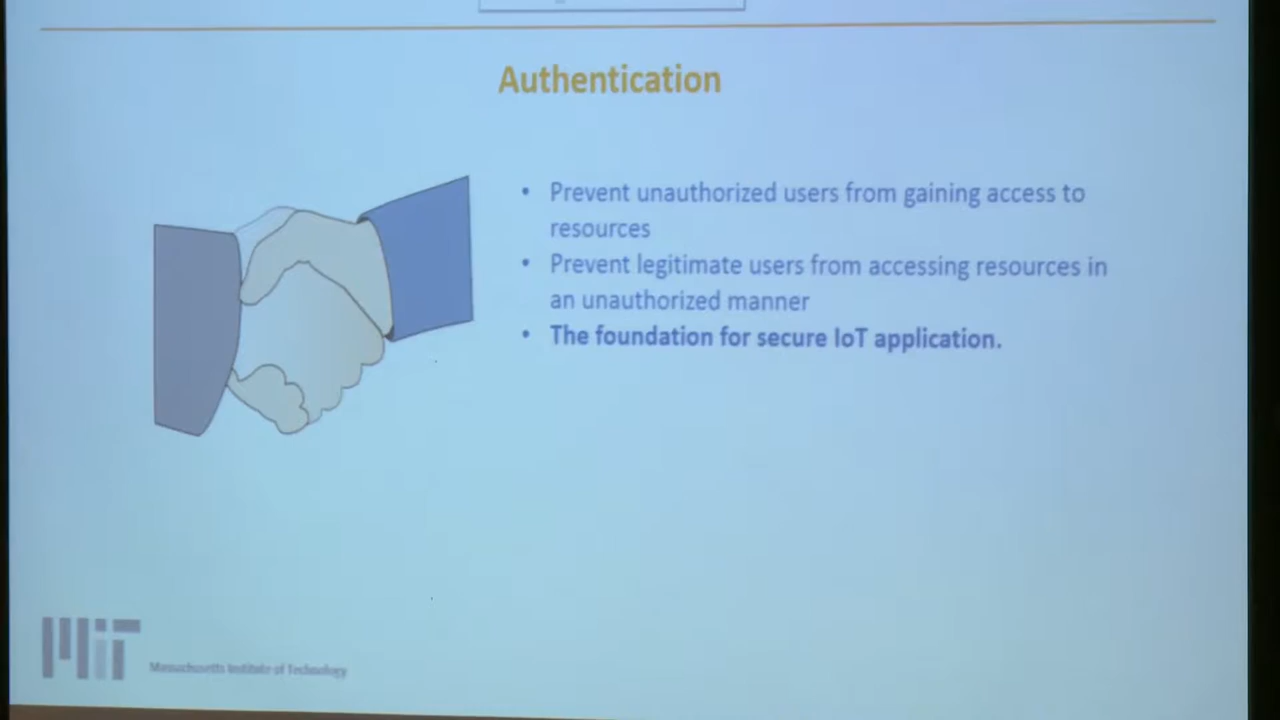 Authentication
• Prevent unauthorized users from gaining access to
resources
• Prevent legitimate users from accessing resources in
an unauthorized manner
• The foundation for secure IoT application.
MIT
Massachusetts Institute of Technology